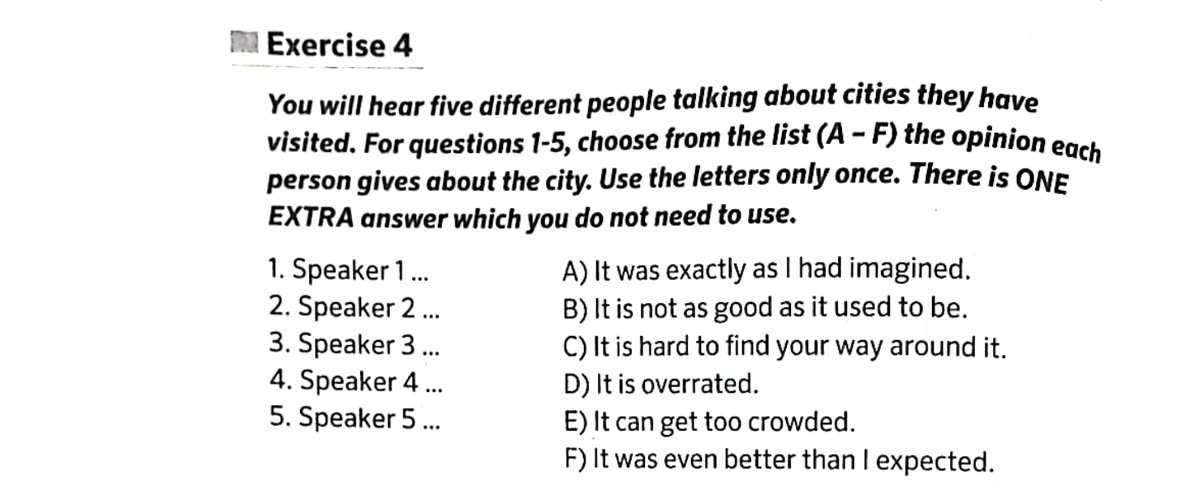 Exercise 4
You will hear five different people talking about cities they have
visited. For questions 1-5, choose from the list (A – F) the opinion each
person gives about the city. Use the letters only once. There is ONE
EXTRA answer which you do not need to use.
1. Speaker 1 ...
2. Speaker 2 ...
3. Speaker 3 ...
4. Speaker 4 ...
5. Speaker 5 ...
A) It was exactly as I had imagined.
B) It is not as good as it used to be.
C) It is hard to find your way around it.
D) It is overrated.
E) It can get too crowded.
F) It was even better than I expected.